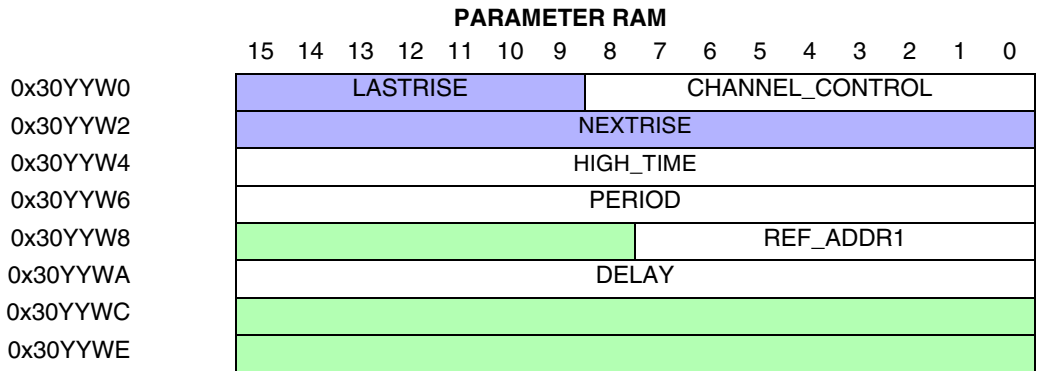 PARAMETER RAM
15 14 13 12 11 10 9 8 7 6 5 4 3 2 1 0
0x30YYW0 LASTRISE CHANNEL_CONTROL
0x30YYW2 NEXTRISE
0x30YYW4 HIGH_TIME
0x30YYW6 PERIOD
0x30YYW8 REF_ADDR1
0x30YYWA DELAY
0x30YYWC
0x30YYWE